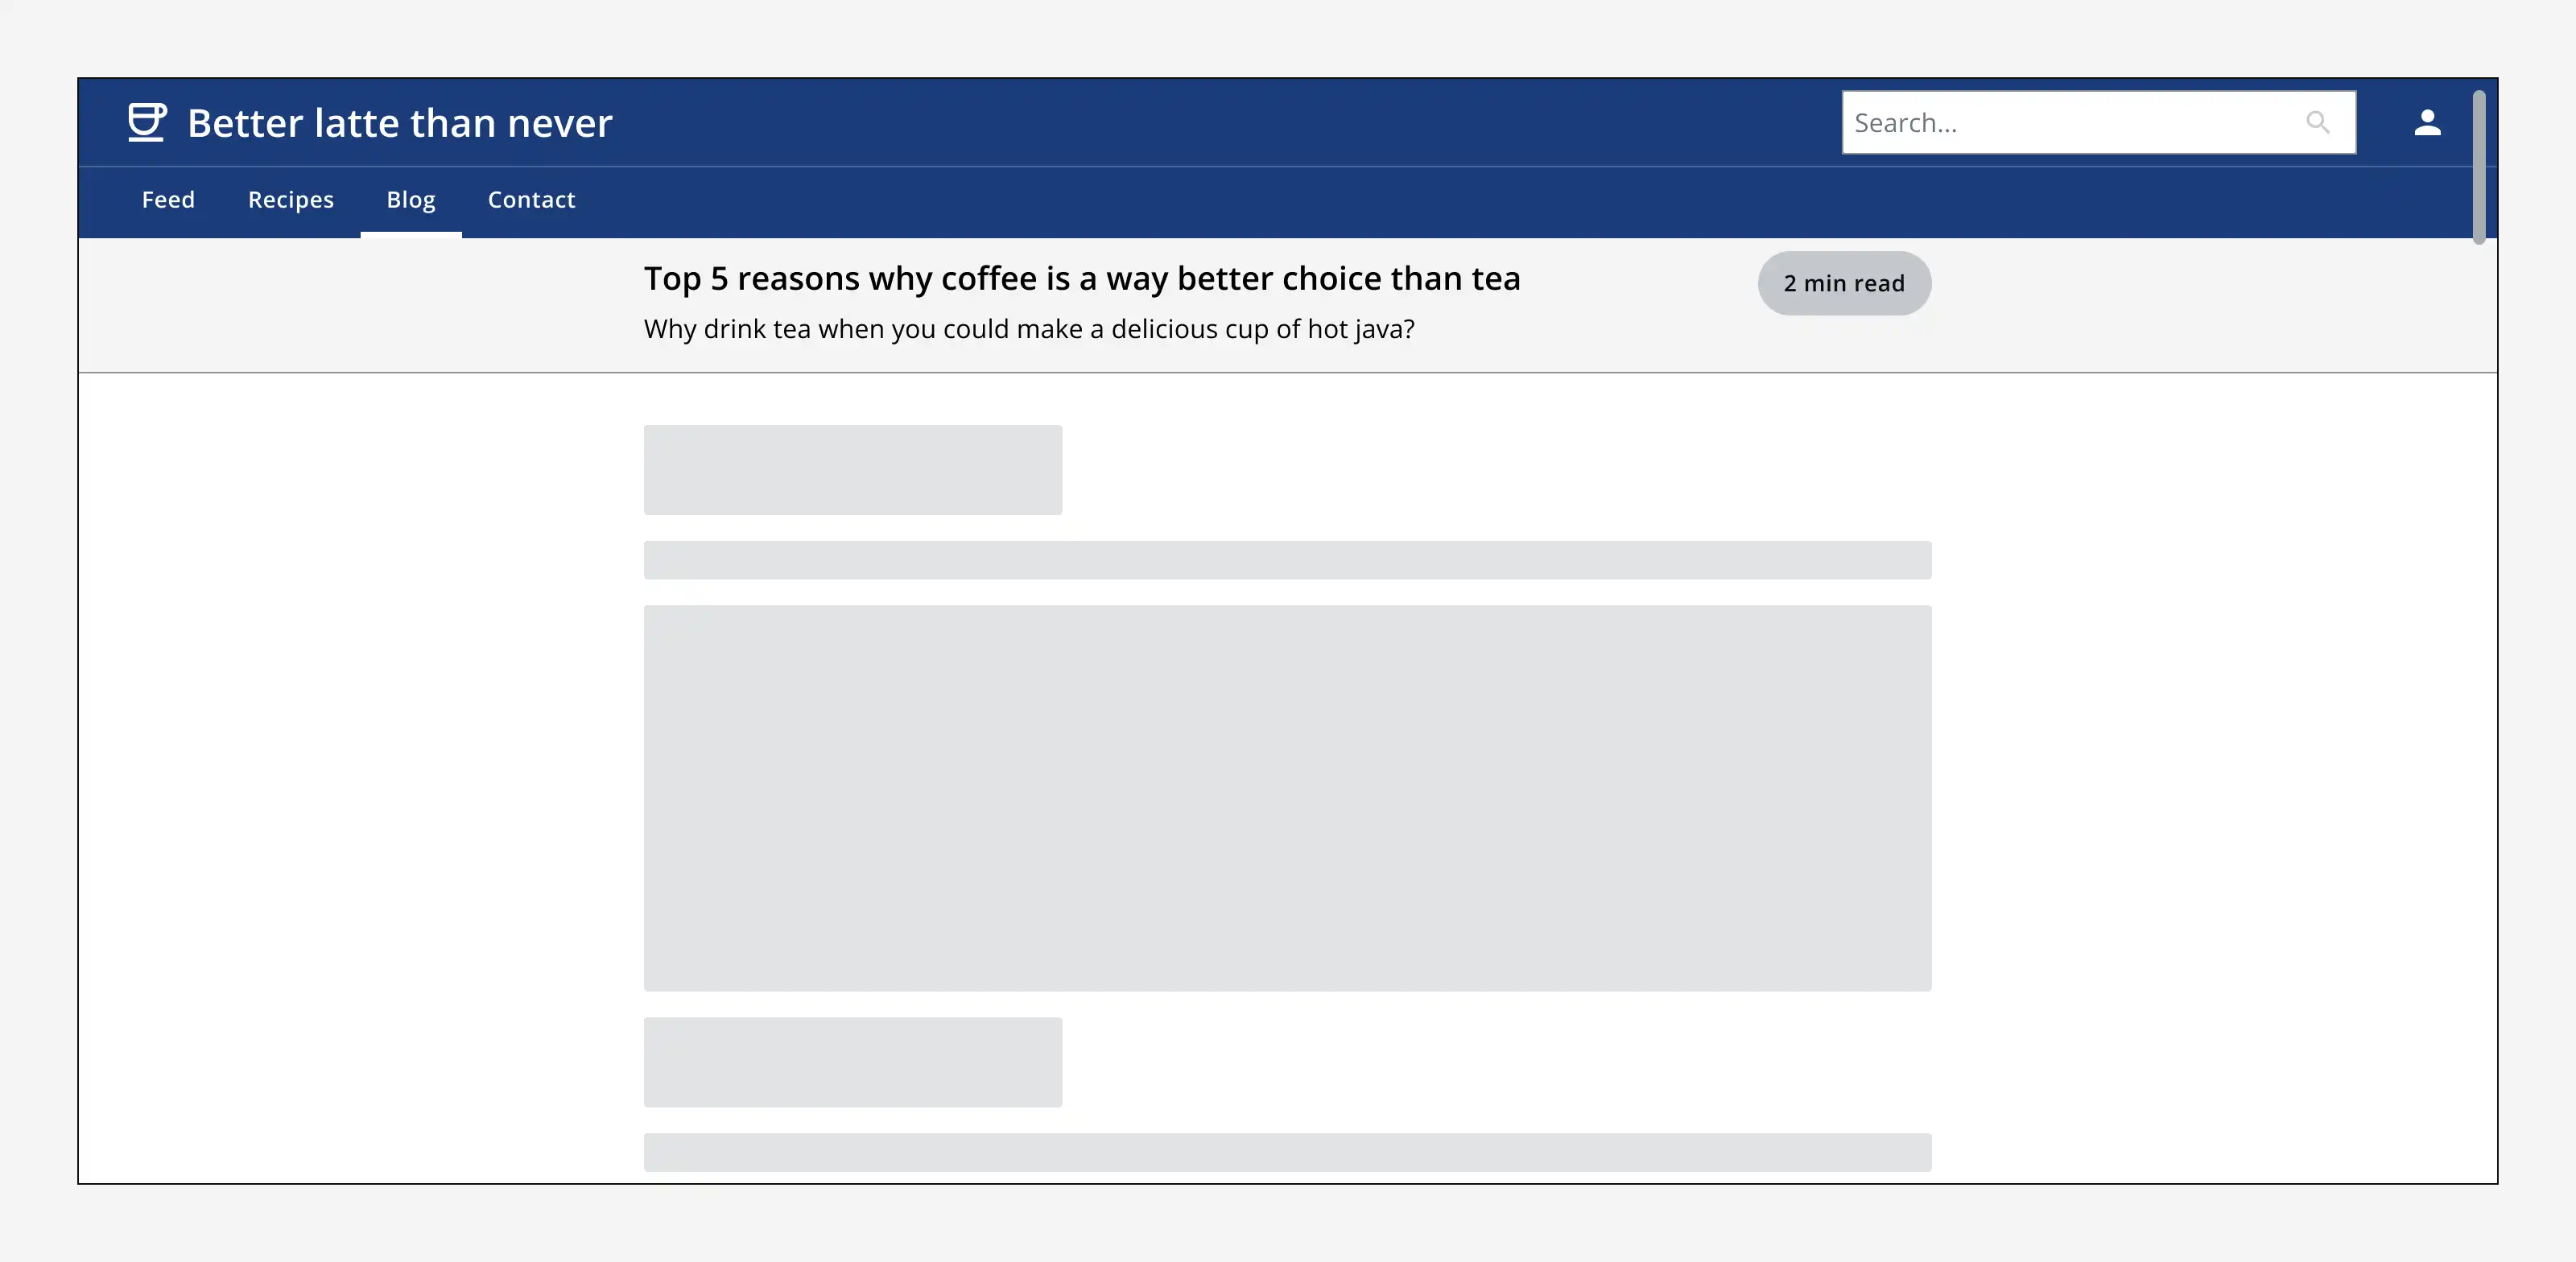 Better latte than never
Search...
Feed Recipes Blog Contact
Top 5 reasons why coffee is a way better choice than tea
2 min read
Why drink tea when you could make a delicious cup of hot java?